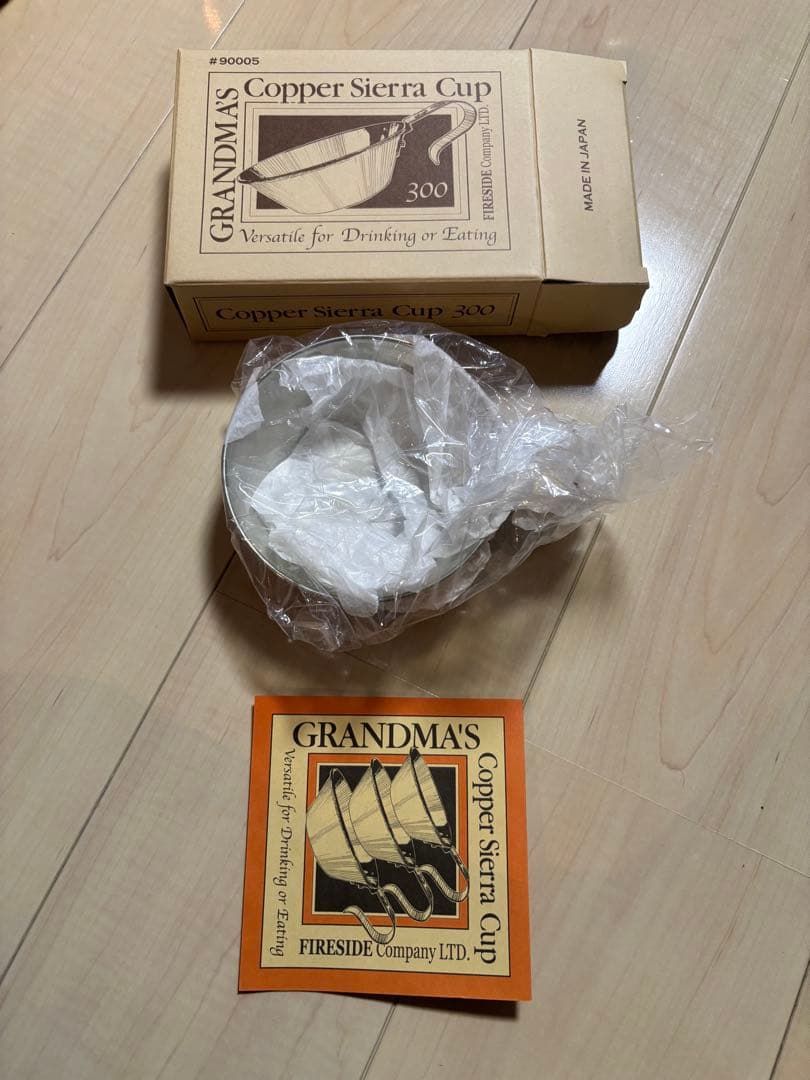 #90005
GRANDMA'S
Copper Sierra Cup
300
FIRESIDE Company LTD.
Versatile for Drinking or Eating
MADE IN JAPAN
Copper Sierra Cup 300
GRANDMA'S
Copper Sierra Cup
Versatile for Drinking or Eating
FIRESIDE Company LTD.